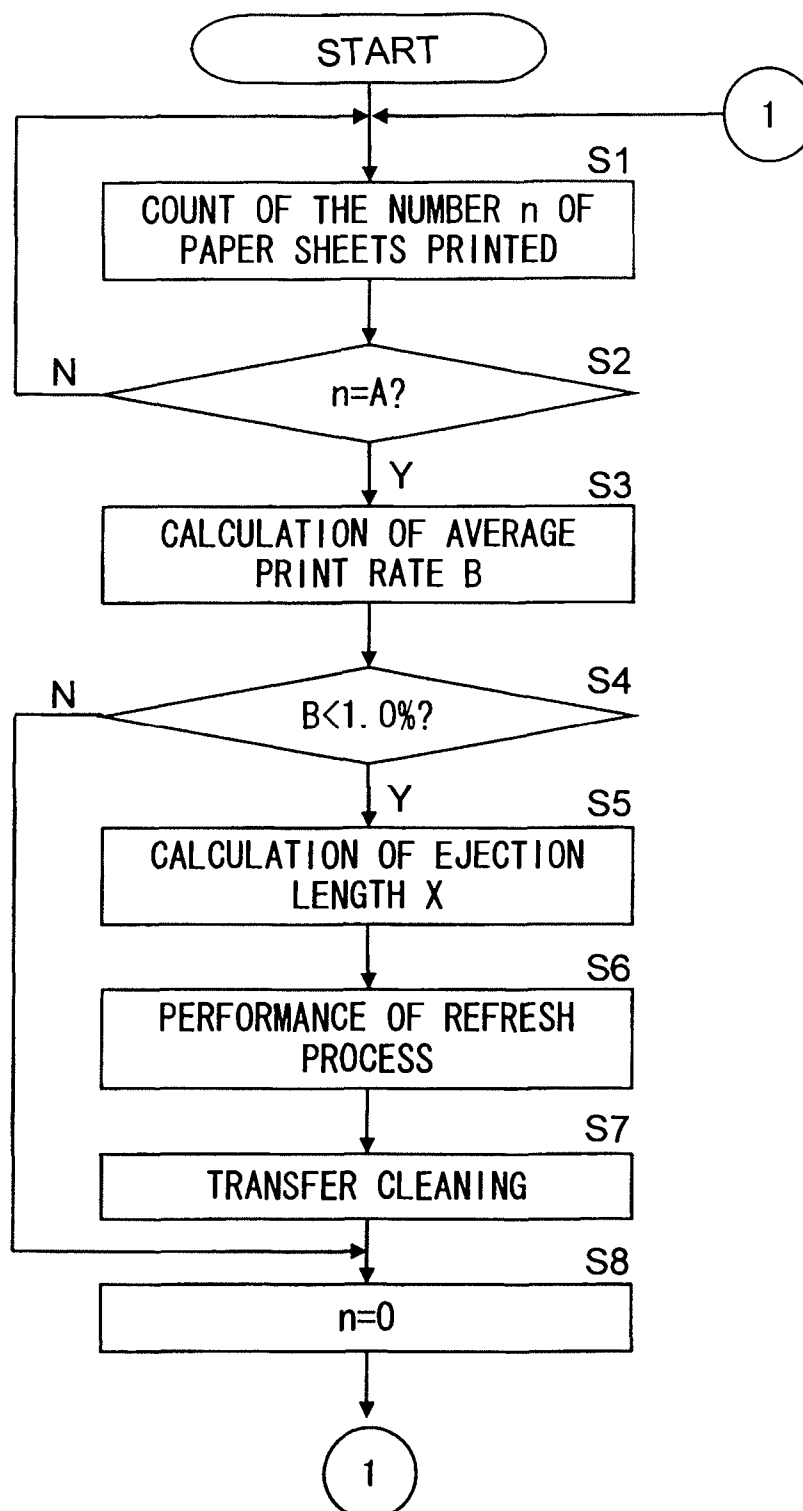 START
1
S1
COUNT OF THE NUMBER n OF
PAPER SHEETS PRINTED
S2
N
n=A?
Y
S3
CALCULATION OF AVERAGE
PRINT RATE B
S4
N
B<1.0%?
Y
S5
CALCULATION OF EJECTION
LENGTH X
S6
PERFORMANCE OF REFRESH
PROCESS
S7
TRANSFER CLEANING
S8
n=0
1